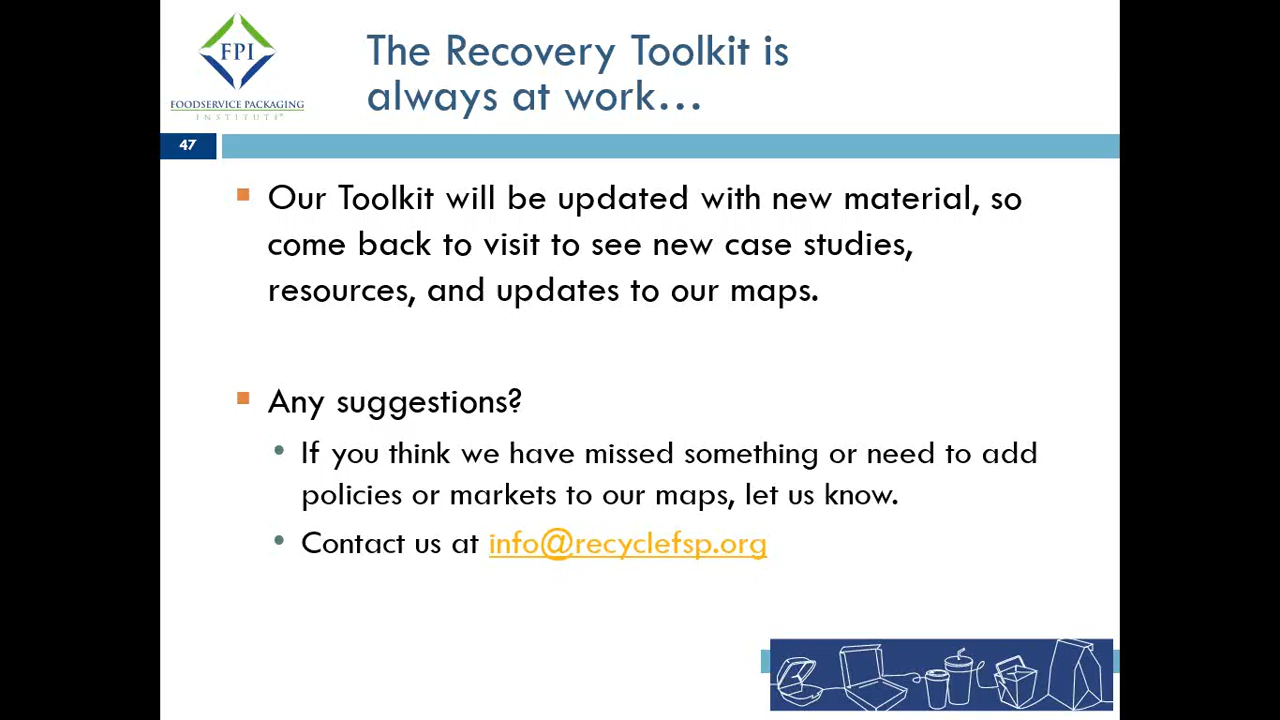 FPI
FOODSERVICE PACKAGING
INSTITUTE®
The Recovery Toolkit is
always at work...
47
Our Toolkit will be updated with new material, so
come back to visit to see new case studies,
resources, and updates to our maps.
Any suggestions?
If you think we have missed something or need to add
policies or markets to our maps, let us know.
Contact us at info@recyclefsp.org